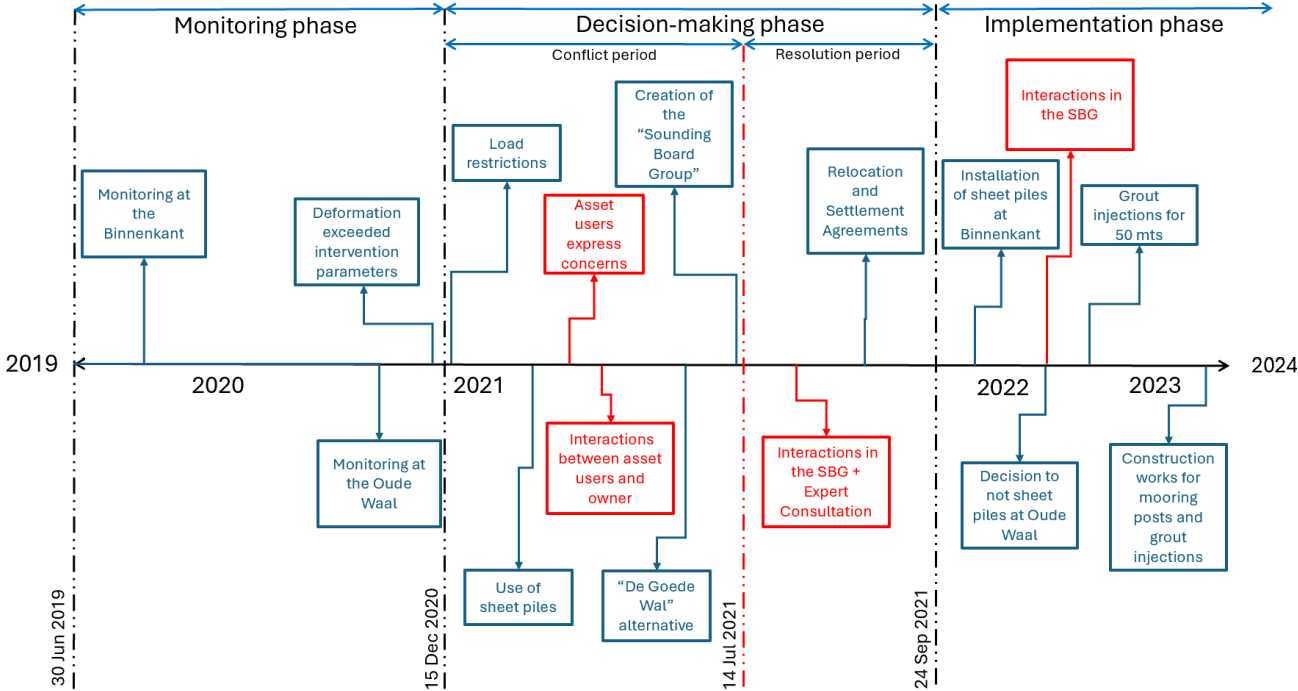 Monitoring phase
Decision-making phase
Implementation phase
Conflict period
Resolution period
Monitoring at
the
Binnenkant
Deformation
exceeded
intervention
parameters
Load
restrictions
Asset
users
express
concerns
Creation of
the
“Sounding
Board
Group”
Relocation
and
Settlement
Agreements
Installation
of sheet piles
at
Binnenkant
Interactions in
the SBG
Grout
injections for
50 mts
2019
2020
2021
2022
2023
2024
Monitoring at
the Oude
Waal
Use of
sheet piles
Interactions
between asset
users and
owner
“De Goede
Wal”
alternative
Interactions in
the SBG +
Expert
Consultation
Decision to
not sheet
piles at Oude
Waal
Construction
works for
mooring
posts and
grout
injections
30 Jun 2019
15 Dec 2020
14 Jul 2021
24 Sep 2021